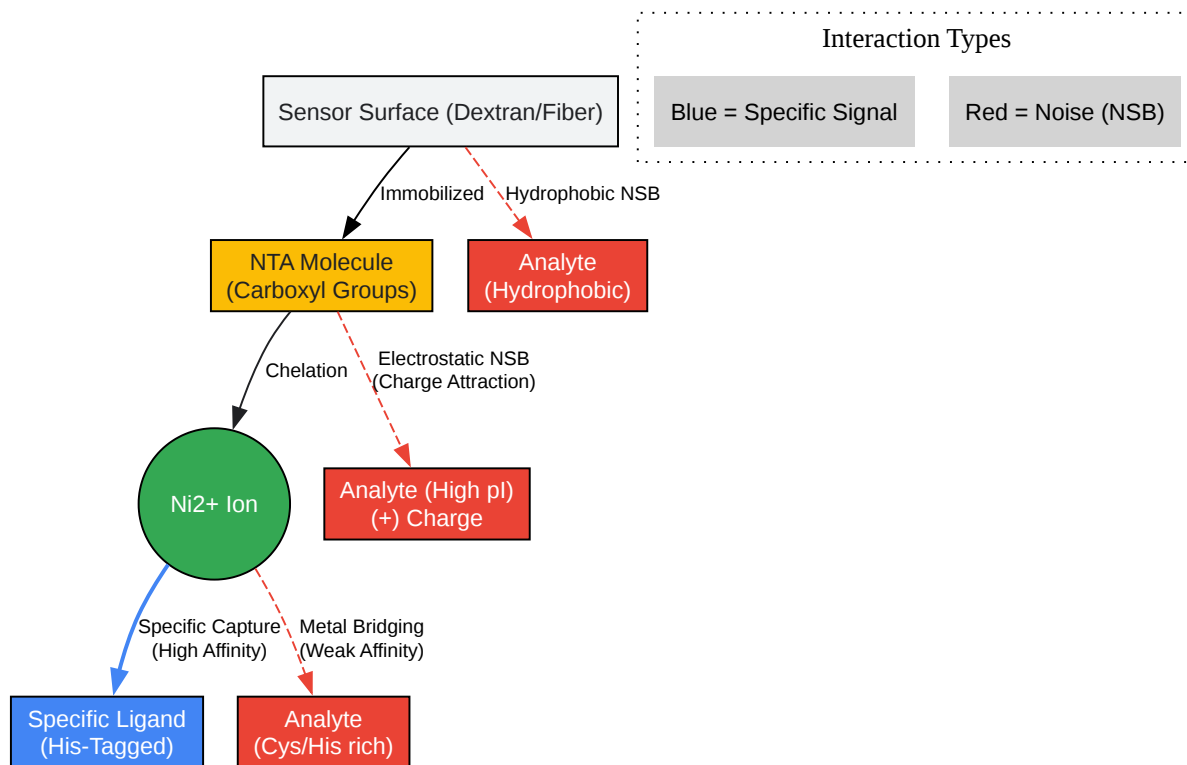 Interaction Types
Blue = Specific Signal
Red = Noise (NSB)
Sensor Surface (Dextran/Fiber)
Immobilized
Hydrophobic NSB
NTA Molecule
(Carboxyl Groups)
Analyte
(Hydrophobic)
Chelation
Electrostatic NSB
(Charge Attraction)
Ni2+ Ion
Analyte (High pI)
(+) Charge
Specific Capture
(High Affinity)
Metal Bridging
(Weak Affinity)
Specific Ligand
(His-Tagged)
Analyte
(Cys/His rich)